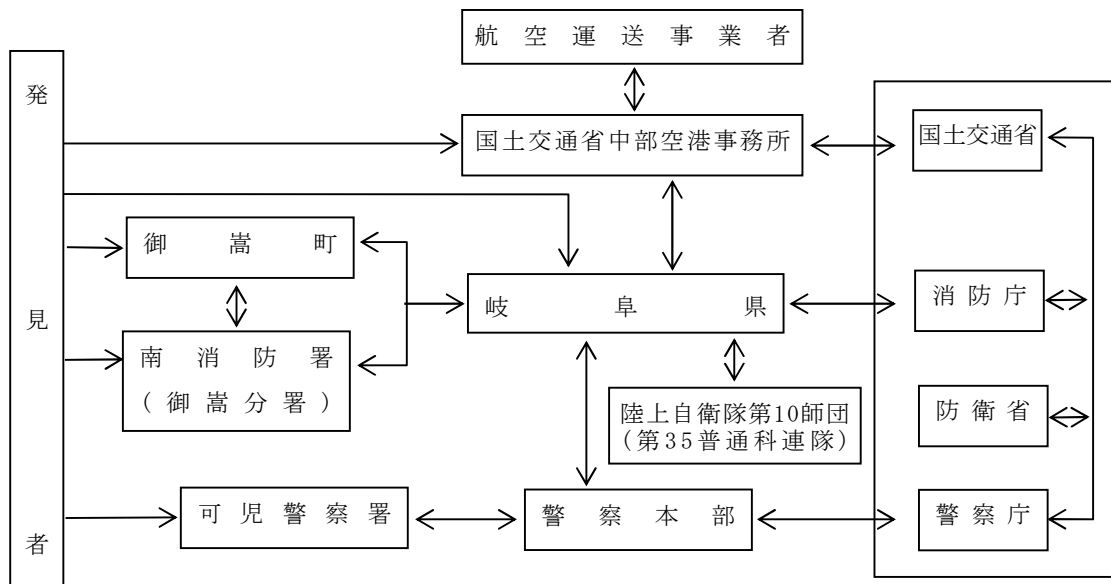 航空運送事業者
発見者
国土交通省中部空港事務所
国土交通省
御嵩町
岐阜県
消防庁
南消防署
(御嵩分署)
陸上自衛隊第10師団
(第35普通科連隊)
防衛省
可児警察署
警察本部
警察庁